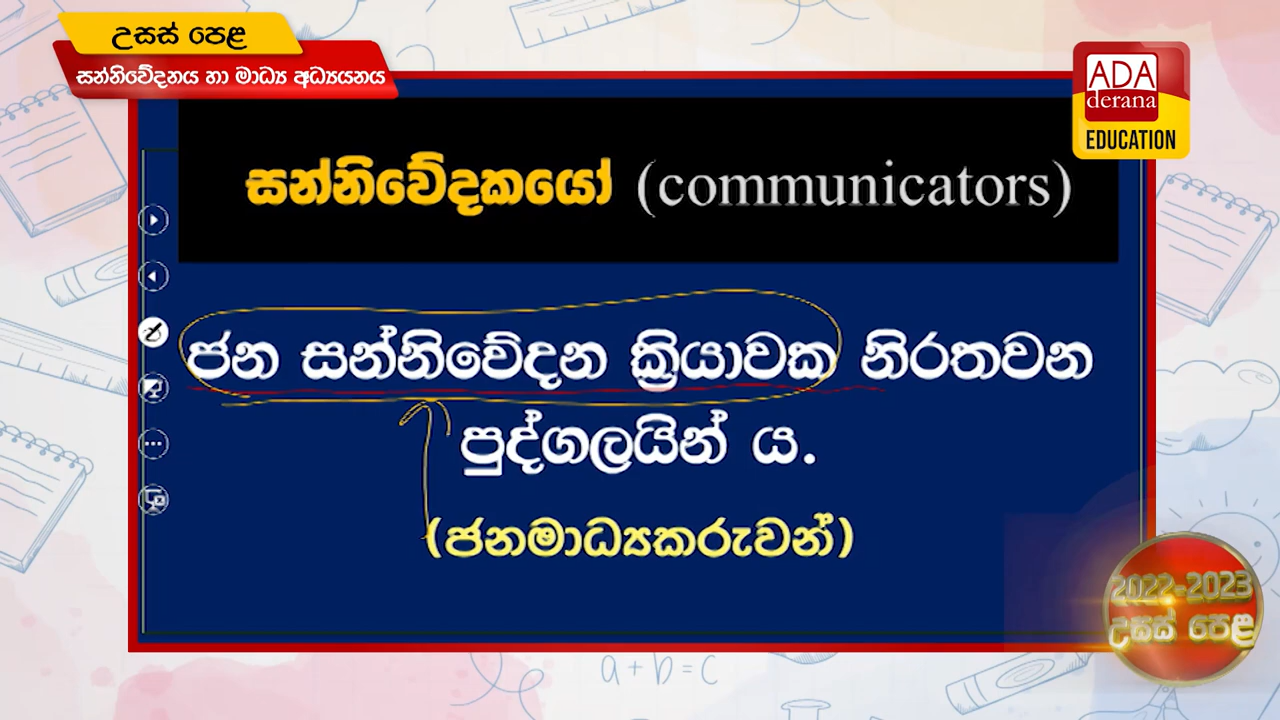 උසස් පෙළ
සන්නිවේදනය හා මාධ්‍ය අධ්‍යයනය
ADA
derana
EDUCATION
සන්නිවේදකයෝ (communicators)
ජන සන්නිවේදන ක්‍රියාවක නිරතවන
පුද්ගලයින් ය.
(ජනමාධ්‍යකරුවන්)
2022-2023
උසස් පෙළ
a+b=c